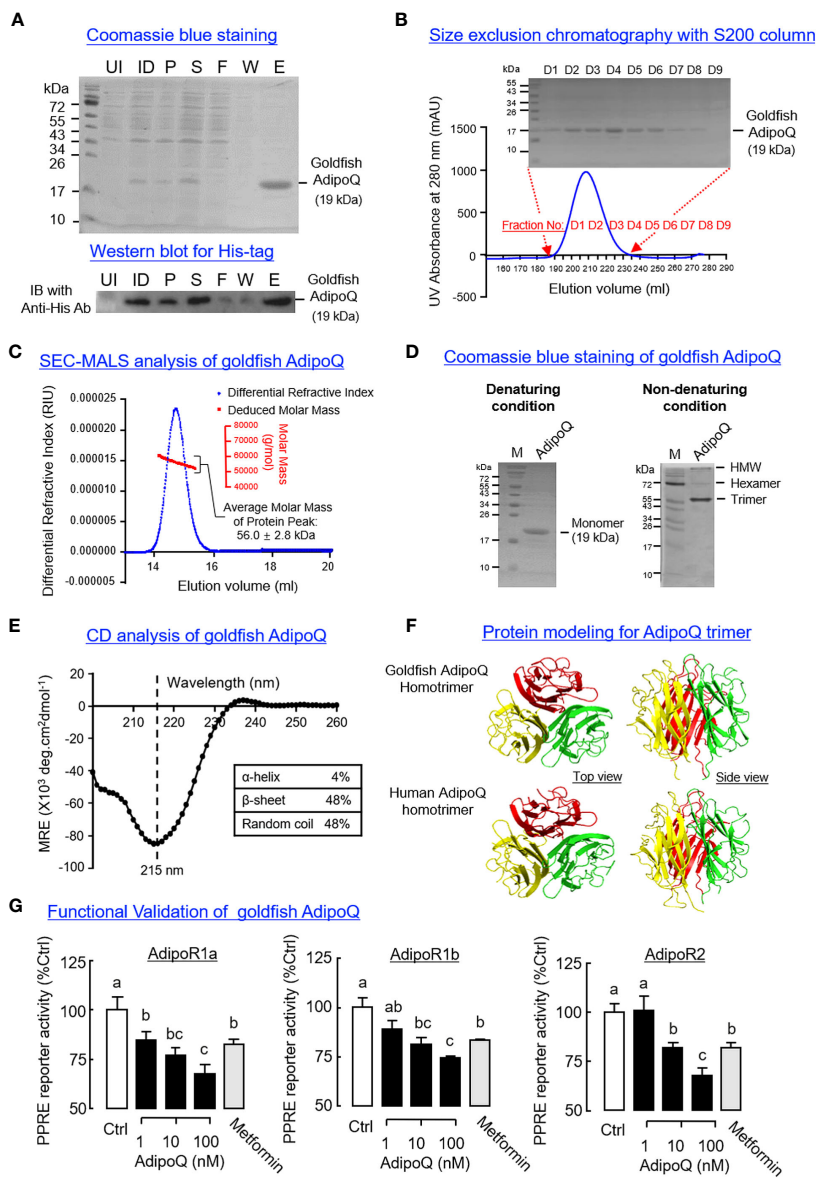 A
Coomassie blue staining
UI ID P S F W E
kDa
72
55
43
34
26
17
10
Goldfish
AdipoQ
(19 kDa)
Western blot for His-tag
UI ID P S F W E
IB with
Anti-His Ab
Goldfish
AdipoQ
(19 kDa)
B
Size exclusion chromatography with S200 column
D1 D2 D3 D4 D5 D6 D7 D8 D9
kDa
55
43
34
26
17
10
Goldfish
AdipoQ
(19 kDa)
UV Absorbance at 280 nm (mAU)
1500
1000
500
0
-500
Fraction No: D1 D2 D3 D4 D5 D6 D7 D8 D9
160 170 180 190 200 210 220 230 240 250 260 270 280 290
Elution volume (ml)
C
SEC-MALS analysis of goldfish AdipoQ
Differential Refractive Index (RIU)
0.000025
0.000020
0.000015
0.000010
0.000005
0.000000
-0.000005
Differential Refractive Index
Deduced Molar Mass
80000
70000
60000
50000
40000
Molar Mass
(g/mol)
Average Molar Mass
of Protein Peak:
56.0 ± 2.8 kDa
14 16 18 20
Elution volume (ml)
D
Coomassie blue staining of goldfish AdipoQ
Denaturing
condition
M AdipoQ
kDa
72
55
43
34
26
17
10
Monomer
(19 kDa)
Non-denaturing
condition
M AdipoQ
kDa
72
55
43
34
26
17
10
HMW
Hexamer
Trimer
E
CD analysis of goldfish AdipoQ
MRE (X10³ deg.cm²dmol⁻¹)
20
0
-20
-40
-60
-80
-100
Wavelength (nm)
210 220 230 240 250 260
215 nm
α-helix 4%
β-sheet 48%
Random coil 48%
F
Protein modeling for AdipoQ trimer
Goldfish AdipoQ
Homotrimer
Top view
Side view
Human AdipoQ
homotrimer
G
Functional Validation of goldfish AdipoQ
AdipoR1a
PPRE reporter activity (%Ctrl)
125
100
75
50
a b bc c b
Ctrl 1 10 100 Metformin
AdipoQ (nM)
AdipoR1b
PPRE reporter activity (%Ctrl)
125
100
75
50
a ab bc c b
Ctrl 1 10 100 Metformin
AdipoQ (nM)
AdipoR2
PPRE reporter activity (%Ctrl)
125
100
75
50
a a b c b
Ctrl 1 10 100 Metformin
AdipoQ (nM)